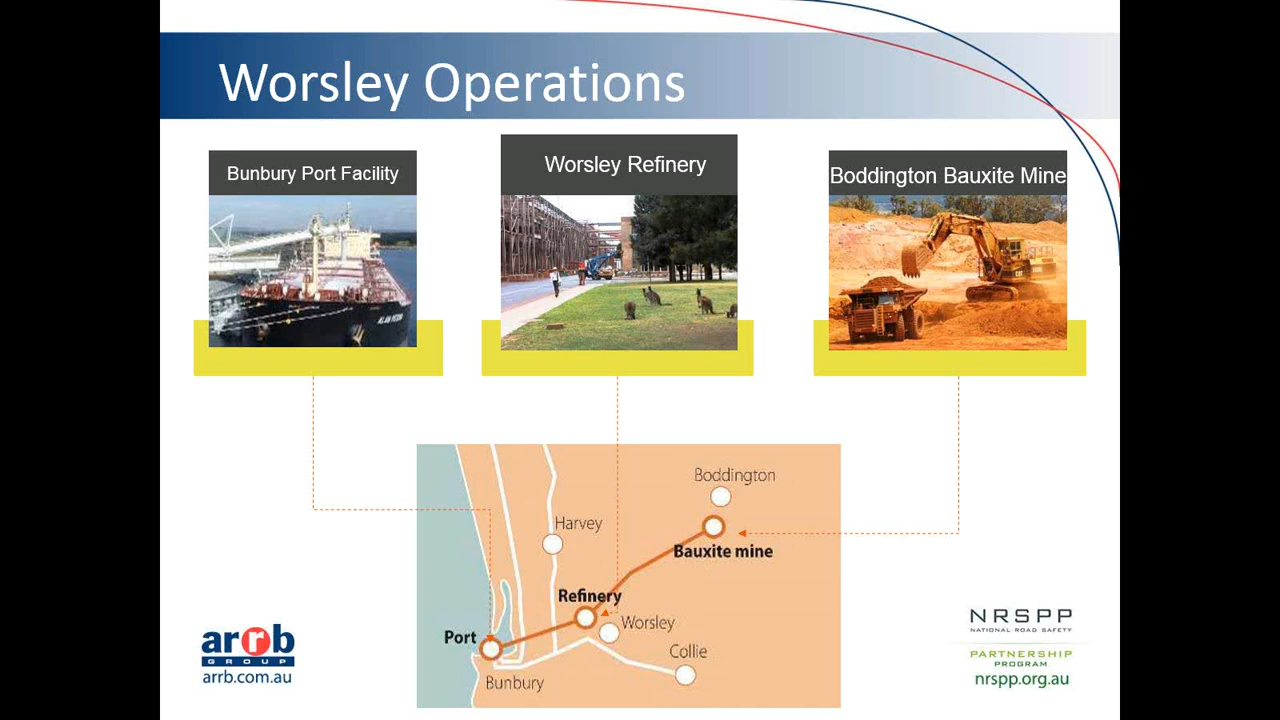 Worsley Operations
Bunbury Port Facility
Worsley Refinery
Boddington Bauxite Mine
Boddington
Harvey
Bauxite mine
Refinery
Worsley
Port
Collie
Bunbury
arrb
GROUP
arrb.com.au
NRSPP
NATIONAL ROAD SAFETY
PARTNERSHIP
PROGRAM
nrspp.org.au